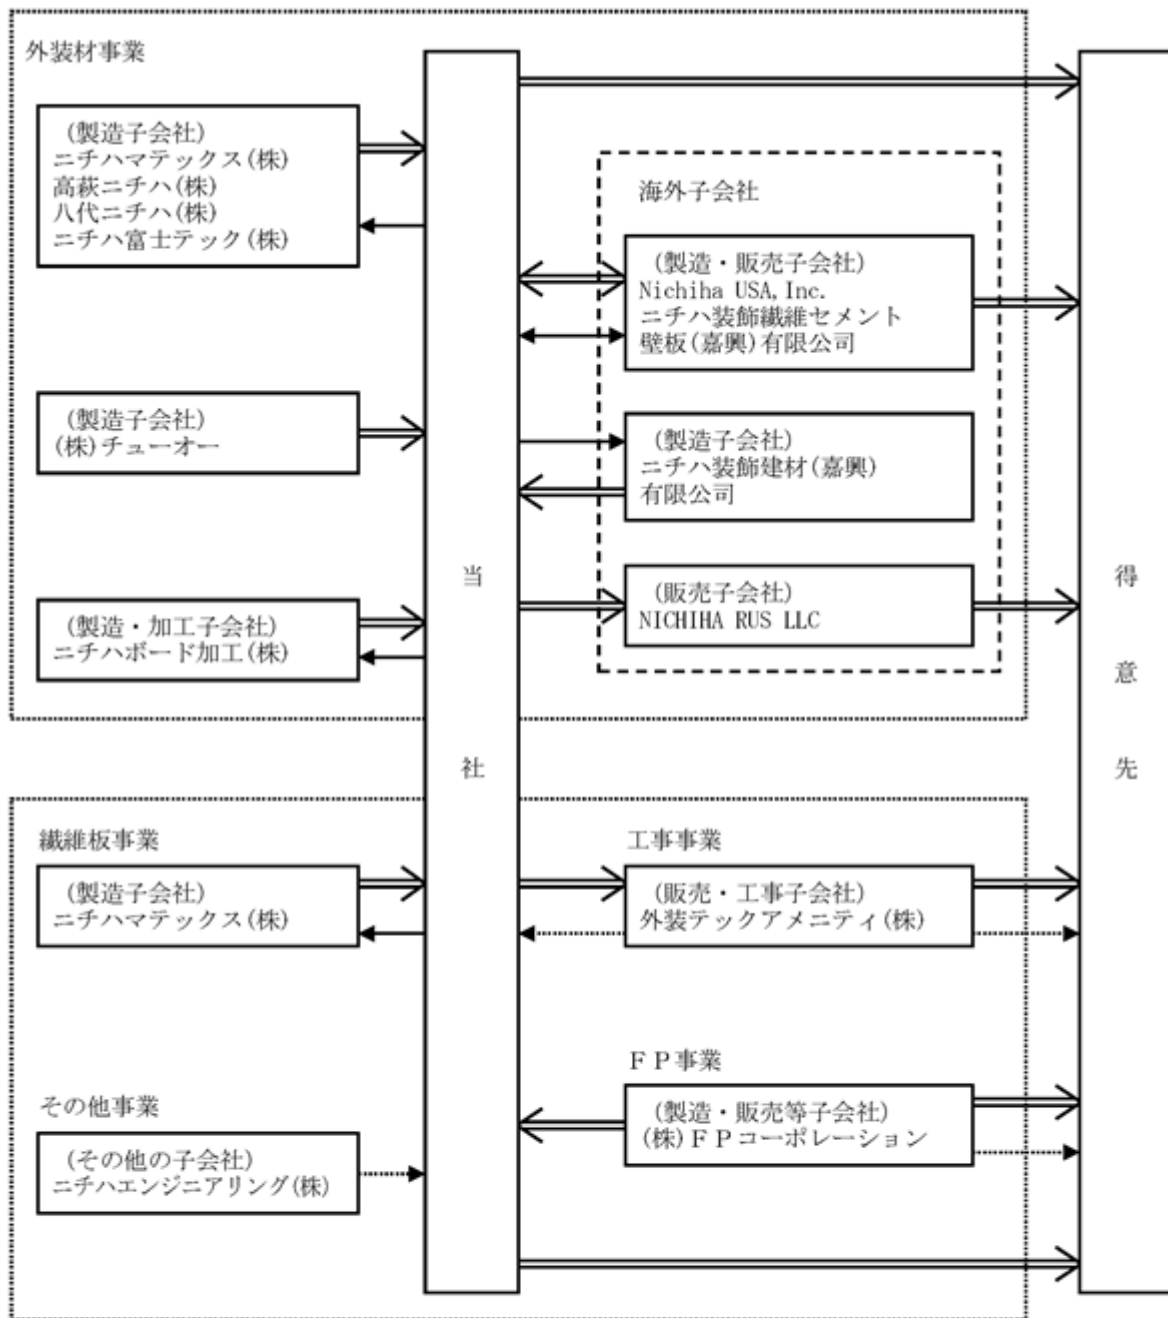 外装材事業
(製造子会社)
ニチハマテックス(株)
高萩ニチハ(株)
八代ニチハ(株)
ニチハ富士テック(株)
(製造子会社)
(株)チューオー
(製造・加工子会社)
ニチハボード加工(株)
当社
海外子会社
(製造・販売子会社)
Nichiha USA,Inc.
ニチハ装飾繊維セメント
壁板(嘉興)有限公司
(製造子会社)
ニチハ装飾建材(嘉興)
有限公司
(販売子会社)
NICHIHA RUS LLC
得意先
繊維板事業
(製造子会社)
ニチハマテックス(株)
その他事業
(その他の子会社)
ニチハエンジニアリング(株)
工事事業
(販売・工事子会社)
外装テックアメニティ(株)
ＦＰ事業
(製造・販売等子会社)
(株)ＦＰコーポレーション